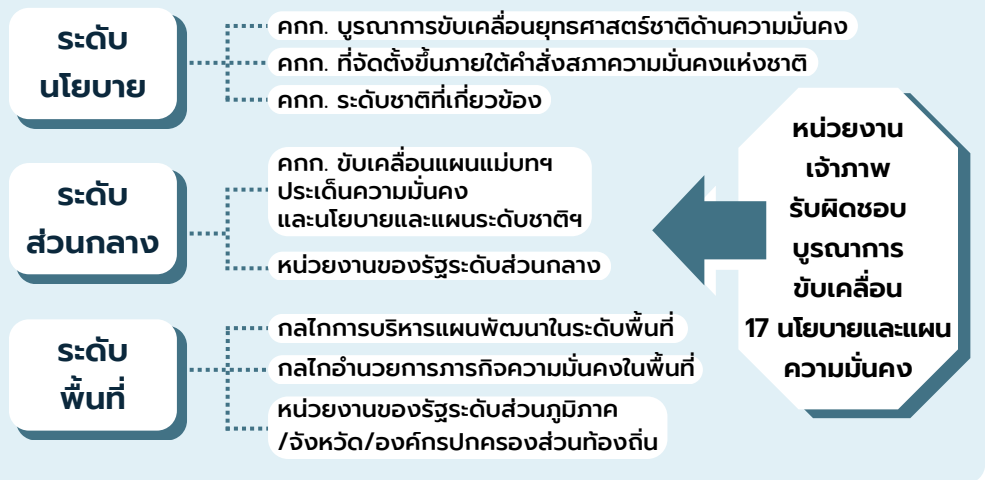 ระดับ
นโยบาย
คกก. บูรณาการขับเคลื่อนยุทธศาสตร์ชาติด้านความมั่นคง
คกก. ที่จัดตั้งขึ้นภายใต้คำสั่งสภาความมั่นคงแห่งชาติ
คกก. ระดับชาติที่เกี่ยวข้อง
ระดับ
ส่วนกลาง
คกก. ขับเคลื่อนแผนแม่บทฯ
ประเด็นความมั่นคง
และนโยบายและแผนระดับชาติฯ
หน่วยงานของรัฐระดับส่วนกลาง
ระดับ
พื้นที่
กลไกการบริหารแผนพัฒนาในระดับพื้นที่
กลไกอำนวยการภารกิจความมั่นคงในพื้นที่
หน่วยงานของรัฐระดับส่วนภูมิภาค
/จังหวัด/องค์กรปกครองส่วนท้องถิ่น
หน่วยงาน
เจ้าภาพ
รับผิดชอบ
บูรณาการ
ขับเคลื่อน
17 นโยบายและแผน
ความมั่นคง